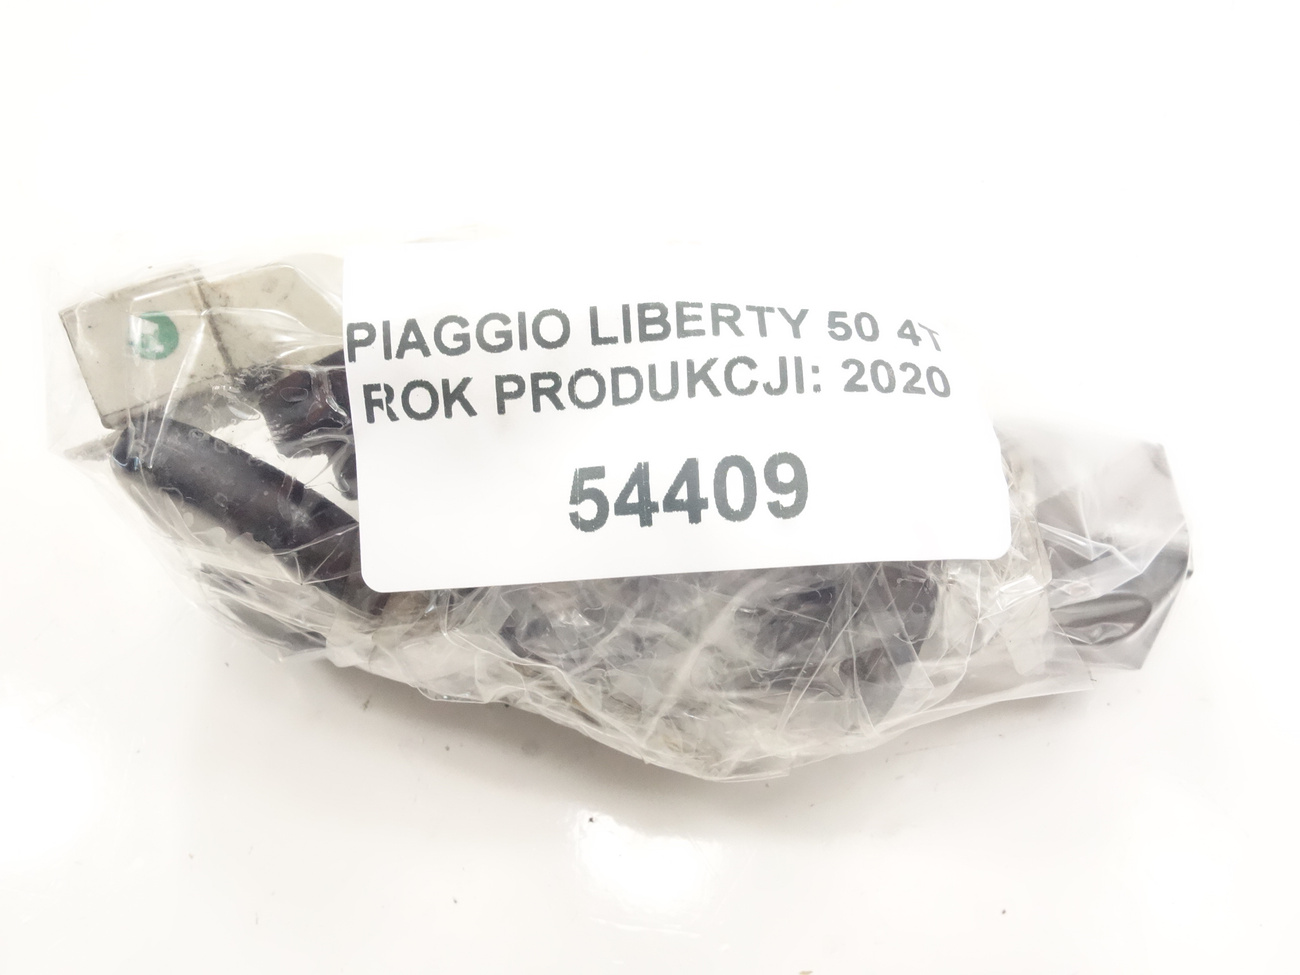 PIAGGIO LIBERTY 50 4T
ROK PRODUKCJI: 2020
54409